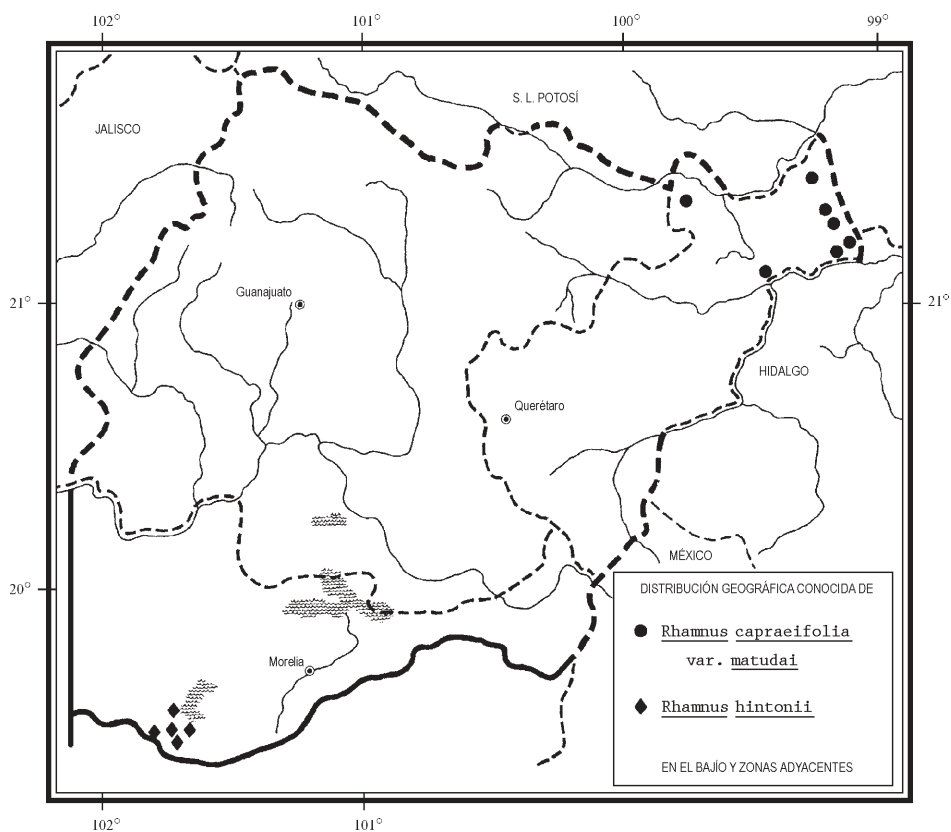 102°
101°
100°
99°
S. L. POTOSÍ
JALISCO
Guanajuato
21°
21°
HIDALGO
Querétaro
MÉXICO
20°
DISTRIBUCIÓN GEOGRÁFICA CONOCIDA DE
Rhamnus capraeifolia
var. matudai
Morelia
Rhamnus hintonii
EN EL BAJÍO Y ZONAS ADYACENTES
102°
101°